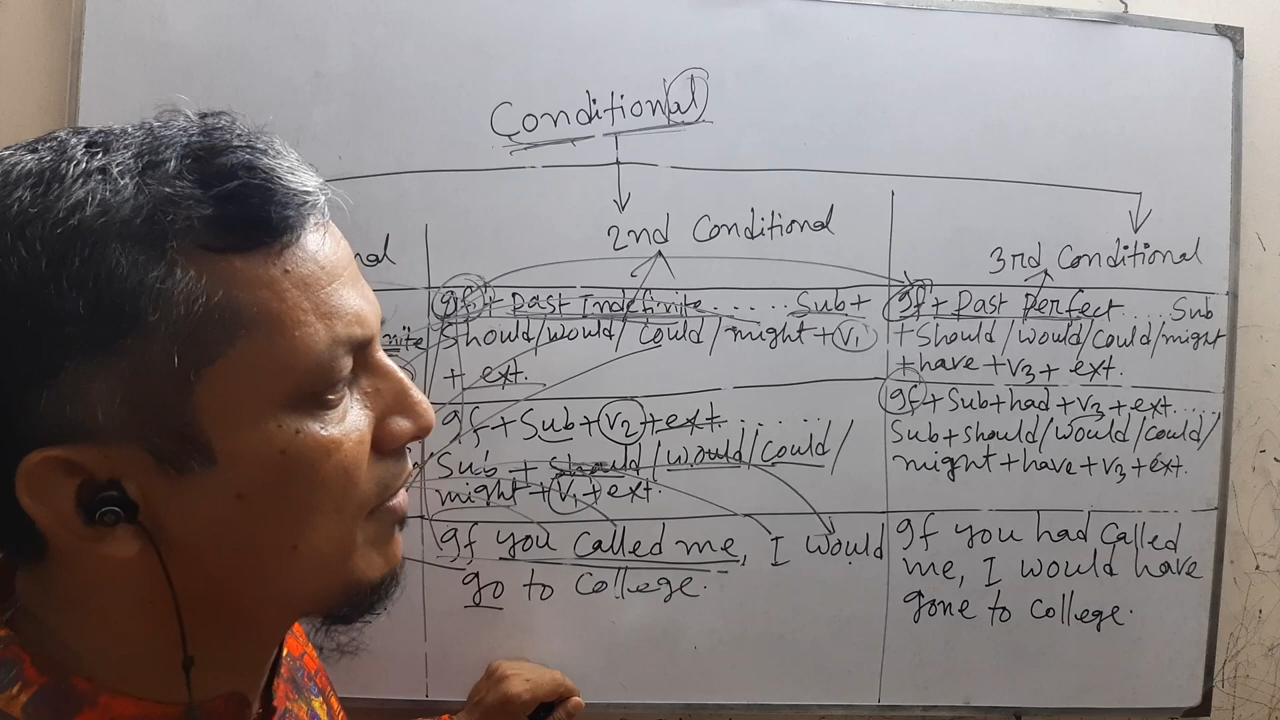 Conditional
nal
2nd Conditional
3rd Conditional
nite
If + Past Indefinite ...... Sub +
Should/would/could/might + V1
+ ext.
If + Sub + V2 + ext. ......
Sub + should/would/could/
might + V1 + ext.
If you called me, I would
go to college.
If + Past Perfect ..... Sub
+ Should/would/could/might
+ have + V3 + ext.
If + Sub + had + V3 + ext. .....
Sub + should/would/could/
might + have + V3 + ext.
If you had called
me, I would have
gone to college.